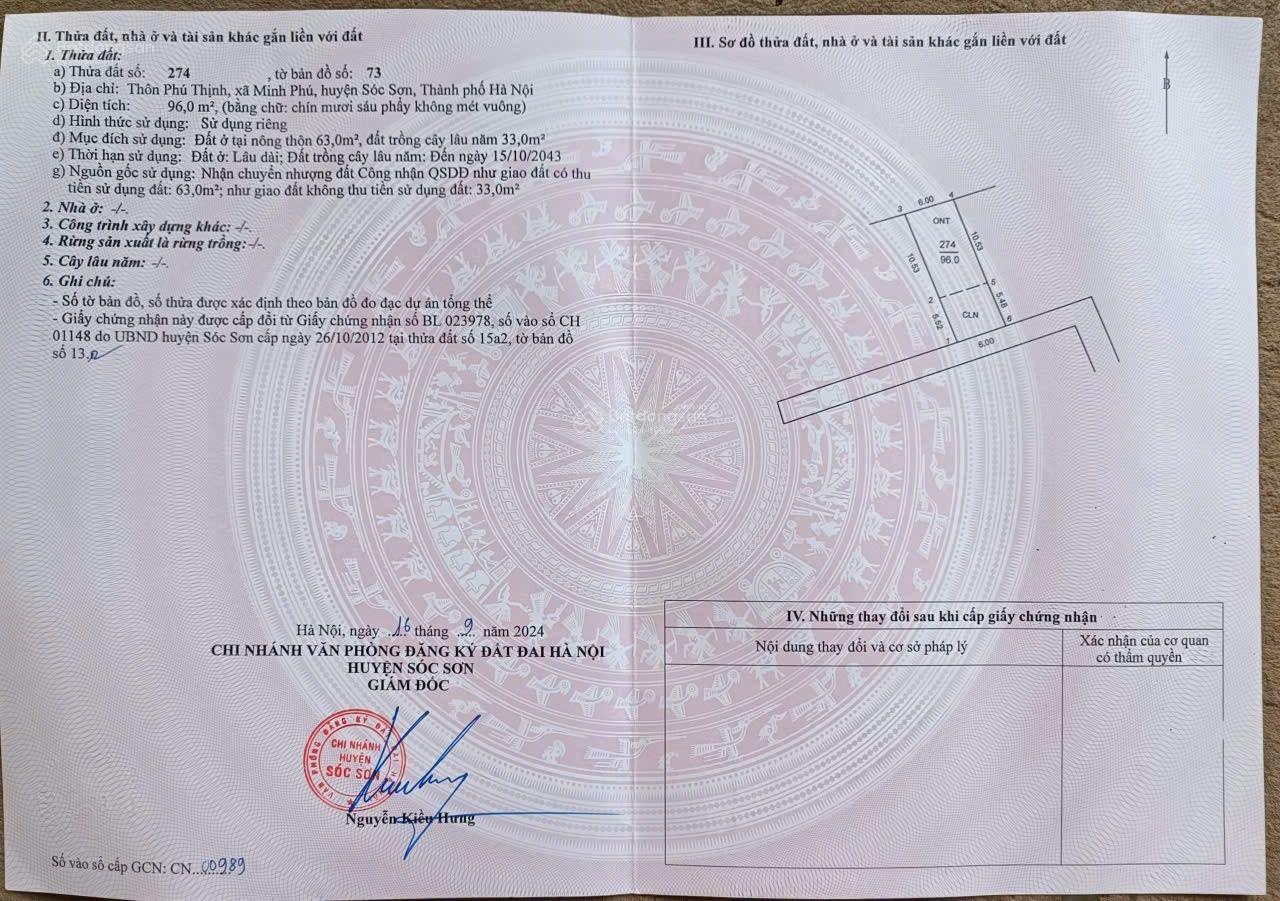 II. Thửa đất, nhà ở và tài sản khác gắn liền với đất
1. Thửa đất:
a) Thửa đất số: 274 , tờ bản đồ số: 73
b) Địa chỉ: Thôn Phú Thịnh, xã Minh Phú, huyện Sóc Sơn, Thành phố Hà Nội
c) Diện tích: 96,0 m², (bằng chữ: chín mươi sáu phẩy không mét vuông)
d) Hình thức sử dụng: Sử dụng riêng
đ) Mục đích sử dụng: Đất ở tại nông thôn 63,0m², đất trồng cây lâu năm 33,0m²
e) Thời hạn sử dụng: Đất ở: Lâu dài; Đất trồng cây lâu năm: Đến ngày 15/10/2043
g) Nguồn gốc sử dụng: Nhận chuyển nhượng đất Công nhận QSDĐ như giao đất có thu
tiền sử dụng đất: 63,0m²; như giao đất không thu tiền sử dụng đất: 33,0m²
2. Nhà ở: -/-.
3. Công trình xây dựng khác: -/-.
4. Rừng sản xuất là rừng trồng: -/-.
5. Cây lâu năm: -/-.
6. Ghi chú:
- Số tờ bản đồ, số thửa được xác định theo bản đồ đo đạc dự án tổng thể
- Giấy chứng nhận này được cấp đổi từ Giấy chứng nhận số BL 023978, số vào sổ CH
01148 do UBND huyện Sóc Sơn cấp ngày 26/10/2012 tại thửa đất số 15a2, tờ bản đồ
số 13.
Hà Nội, ngày 16 tháng 9 năm 2024
CHI NHÁNH VĂN PHÒNG ĐĂNG KÝ ĐẤT ĐAI HÀ NỘI
HUYỆN SÓC SƠN
GIÁM ĐỐC
VĂN PHÒNG ĐĂNG KÝ ĐẤT ĐAI
CHI NHÁNH
HUYỆN
SÓC SƠN
Nguyễn Kiều Hưng
Số vào sổ cấp GCN: CN 00989
III. Sơ đồ thửa đất, nhà ở và tài sản khác gắn liền với đất
B
3 6.00 4
ONT
274
96.0
10.53
10.53
2
5
CLN
5.52
5.48
1
6.00
6
IV. Những thay đổi sau khi cấp giấy chứng nhận
Nội dung thay đổi và cơ sở pháp lý
Xác nhận của cơ quan
có thẩm quyền